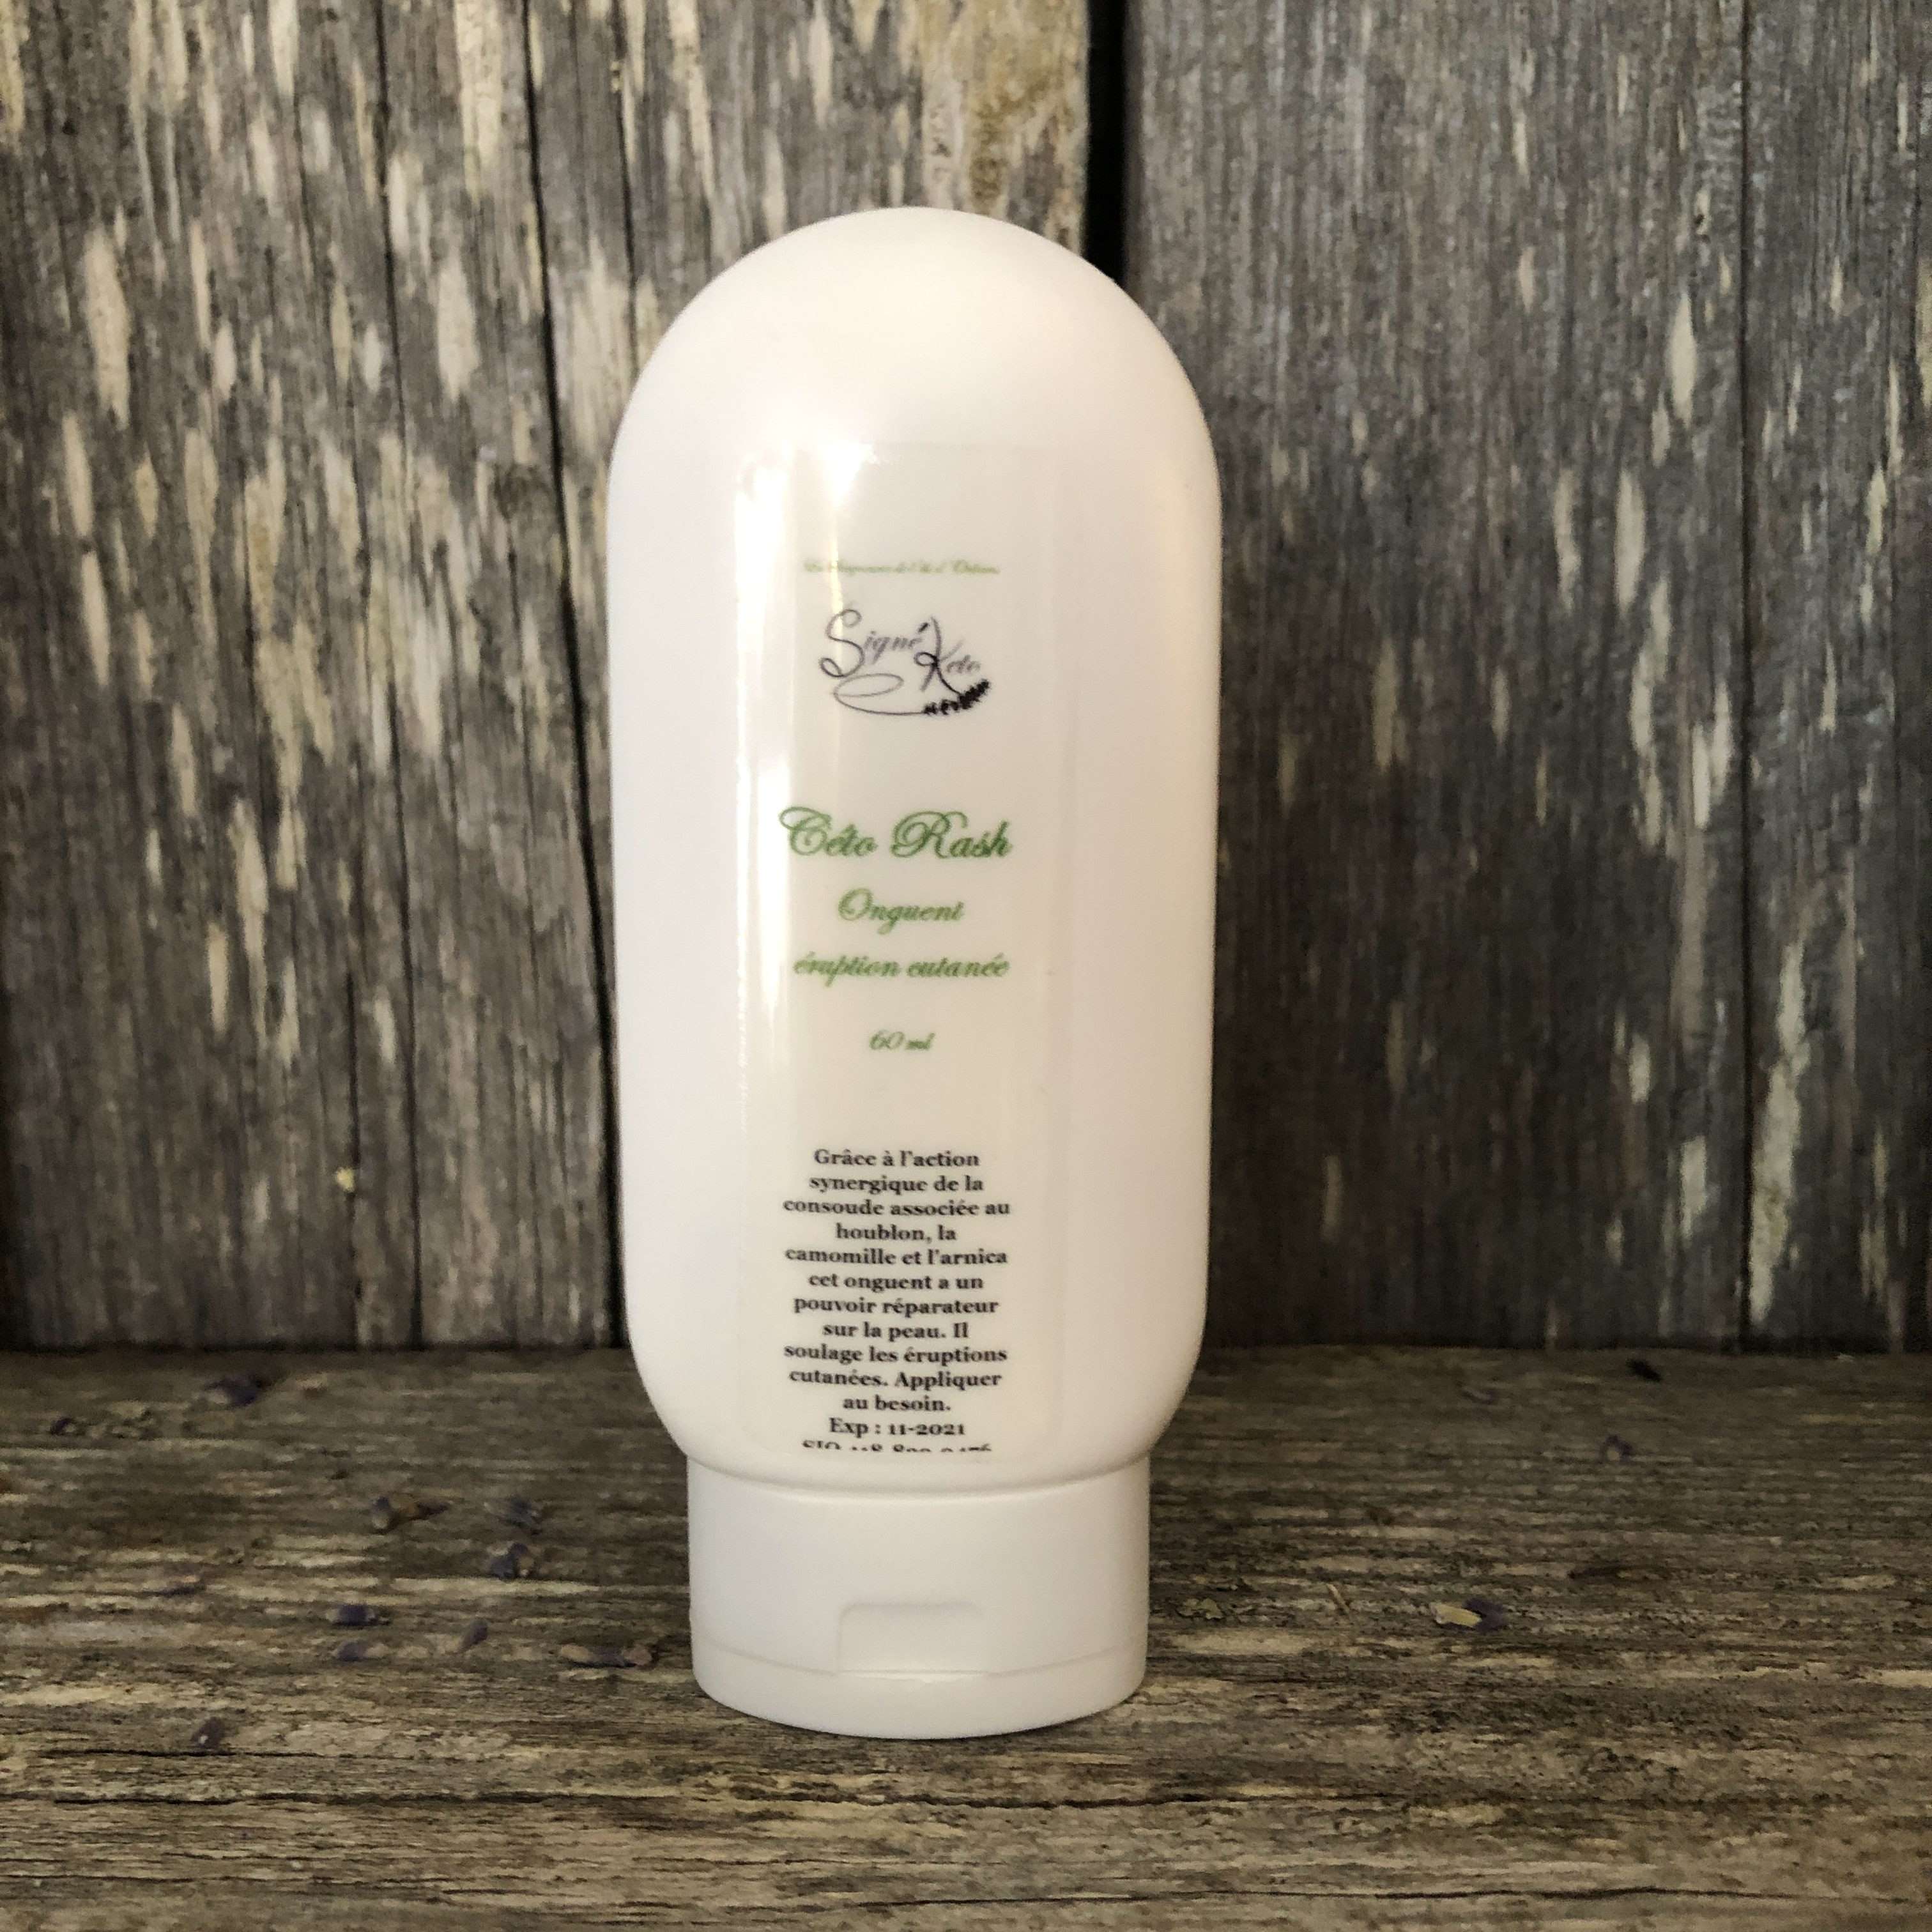 Signé Keto
Céto Rash
Onguent
éruption cutanée
60 ml
Grâce à l'action
synergique de la
consoude associée au
houblon, la
camomille et l'arnica
cet onguent a un
pouvoir réparateur
sur la peau. Il
soulage les éruptions
cutanées. Appliquer
au besoin.
Exp : 11-2021